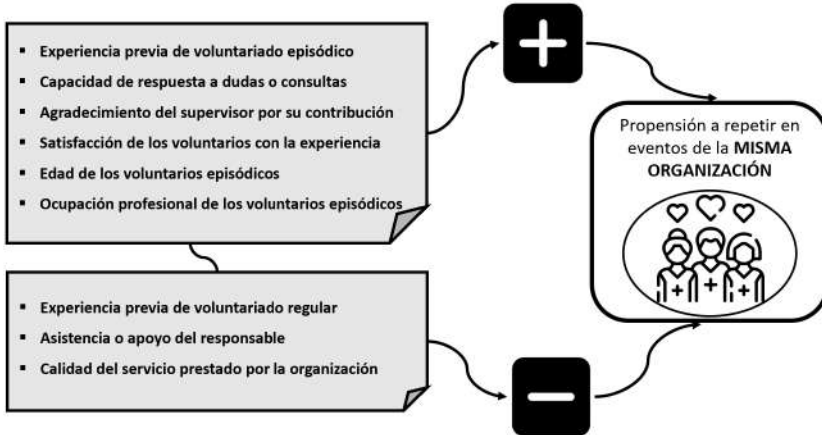 Experiencia previa de voluntariado episódico
Capacidad de respuesta a dudas o consultas
Agradecimiento del supervisor por su contribución
Satisfacción de los voluntarios con la experiencia
Edad de los voluntarios episódicos
Ocupación profesional de los voluntarios episódicos
Experiencia previa de voluntariado regular
Asistencia o apoyo del responsable
Calidad del servicio prestado por la organización
Propensión a repetir en
eventos de la MISMA
ORGANIZACIÓN